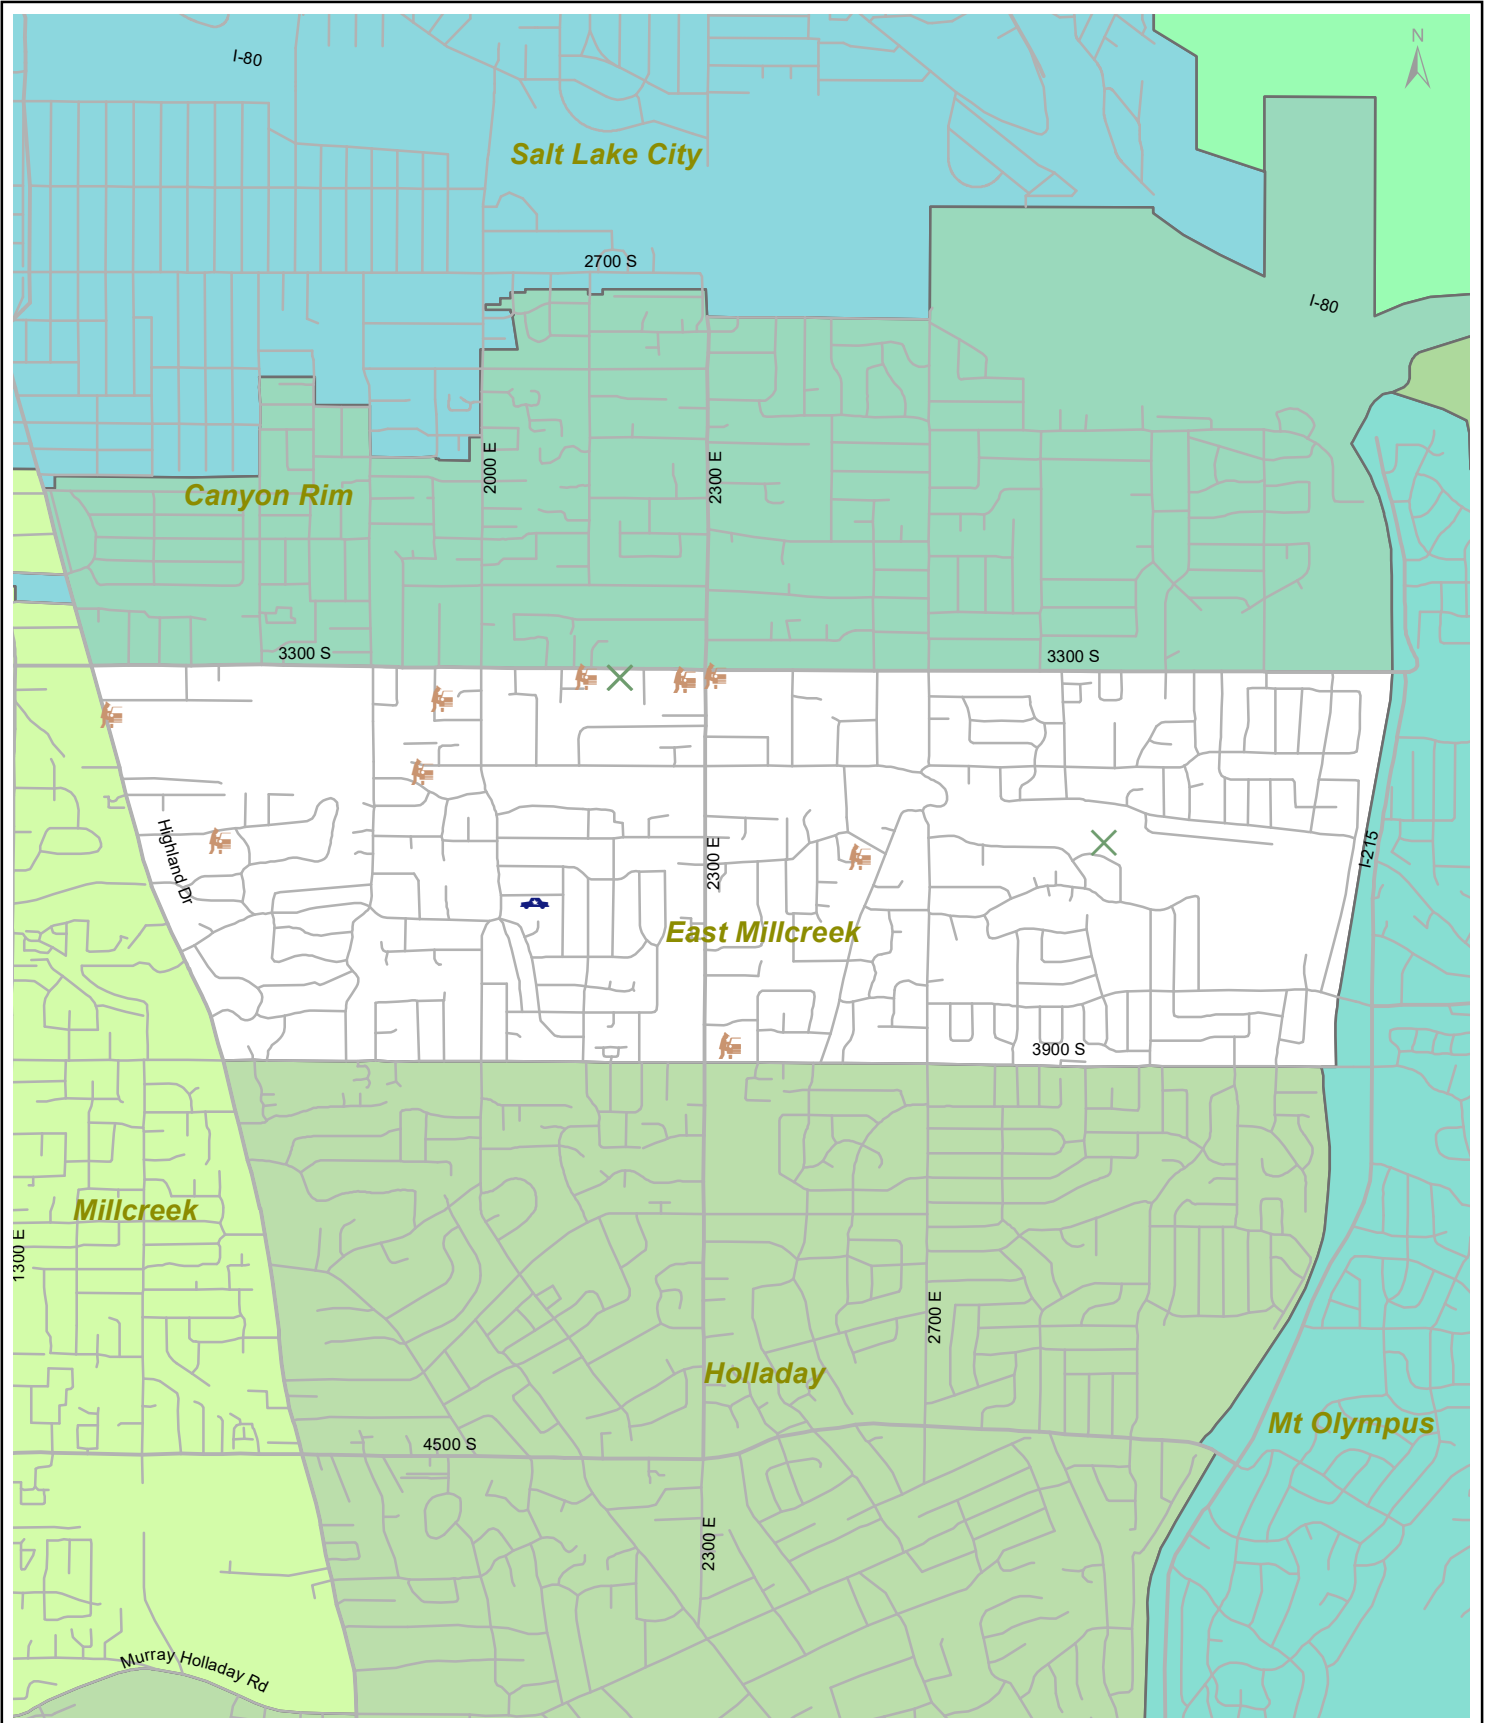 I-80
N
Salt Lake City
2700 S
I-80
2000 E
2300 E
Canyon Rim
3300 S
3300 S
Highland Dr
2300 E
I-215
East Millcreek
3900 S
Millcreek
1300 E
2700 E
Holladay
Mt Olympus
4500 S
2300 E
Murray Holladay Rd